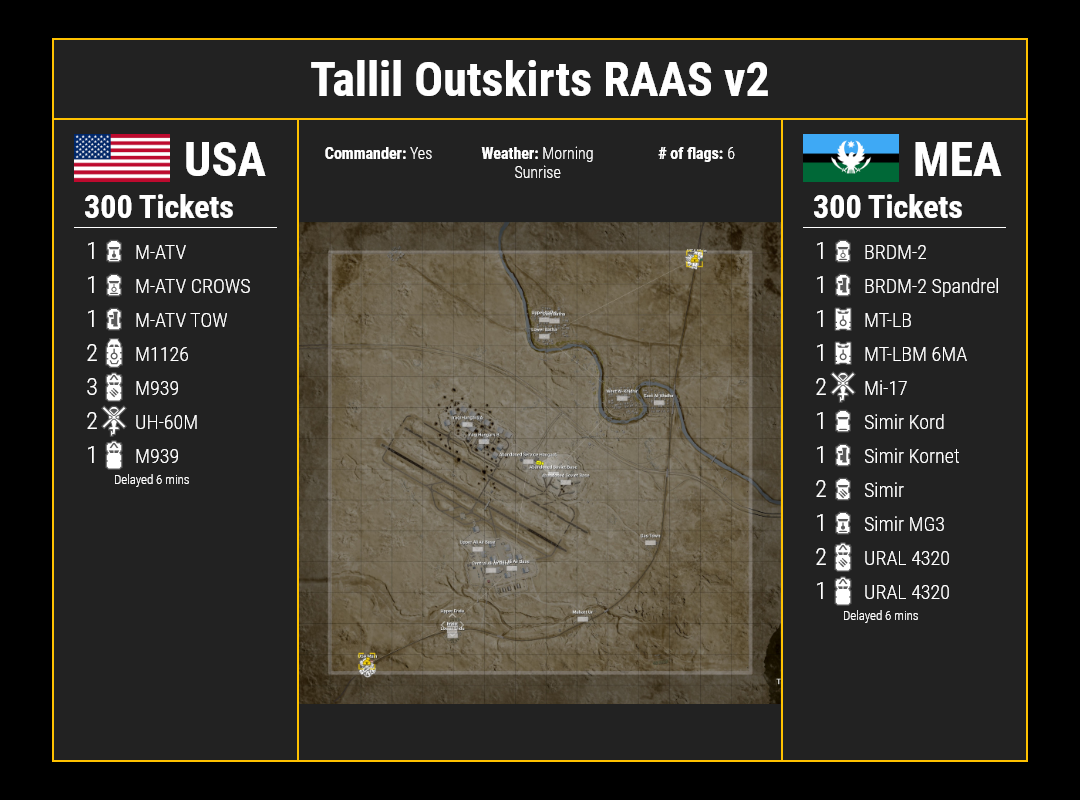 Tallil Outskirts RAAS v2
USA
300 Tickets
1 M-ATV
1 M-ATV CROWS
1 M-ATV TOW
2 M1126
3 M939
2 UH-60M
1 M939
Delayed 6 mins
Commander: Yes
Weather: Morning
Sunrise
# of flags: 6
MEA
300 Tickets
1 BRDM-2
1 BRDM-2 Spandrel
1 MT-LB
1 MT-LBM 6MA
2 Mi-17
1 Simir Kord
1 Simir Kornet
2 Simir
1 Simir MG3
2 URAL 4320
1 URAL 4320
Delayed 6 mins